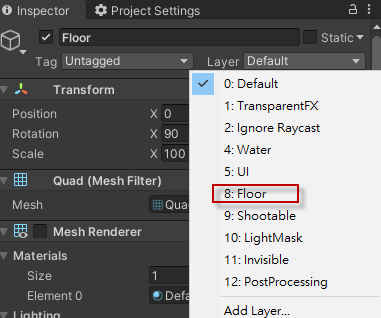 Inspector
Project Settings
Floor
Static
Tag Untagged
Layer Default
Transform
Position X 0
Rotation X 90
Scale X 100
Quad (Mesh Filter)
Mesh Qua
Mesh Renderer
Materials
Size 1
Element 0 Defa
Lighting
0: Default
1: TransparentFX
2: Ignore Raycast
4: Water
5: UI
8: Floor
9: Shootable
10: LightMask
11: Invisible
12: PostProcessing
Add Layer...